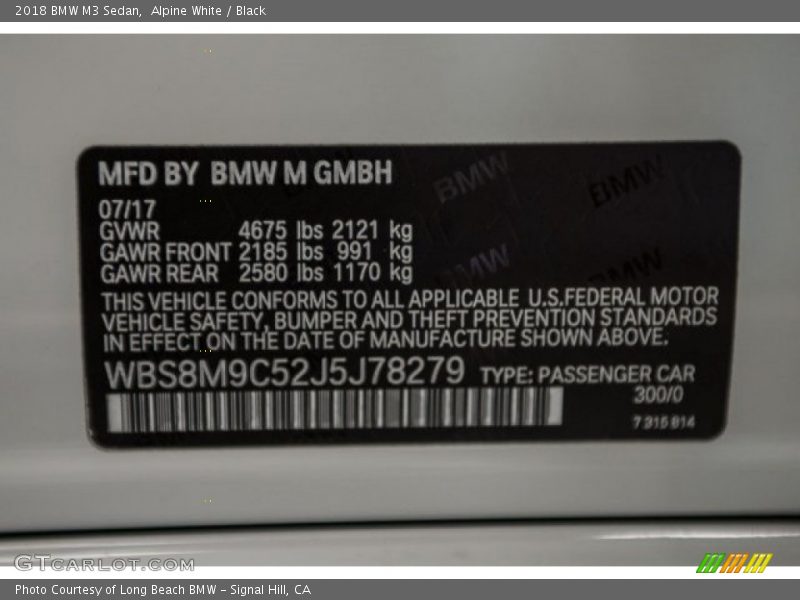 2018 BMW M3 Sedan,  Alpine White / Black
MFD BY BMW M GMBH
BMW
BMW
07/17
GVWR 4675 lbs 2121 kg
GAWR FRONT 2185 lbs 991 kg
GAWR REAR 2580 lbs 1170 kg
BMW
BMW
THIS VEHICLE CONFORMS TO ALL APPLICABLE U.S.FEDERAL MOTOR
VEHICLE SAFETY, BUMPER AND THEFT PREVENTION STANDARDS
IN EFFECT ON THE DATE OF MANUFACTURE SHOWN ABOVE.
WBS8M9C52J5J78279 TYPE: PASSENGER CAR
300/0
7 315 814
GTCARLOT.COM
Photo Courtesy of Long Beach BMW - Signal Hill, CA